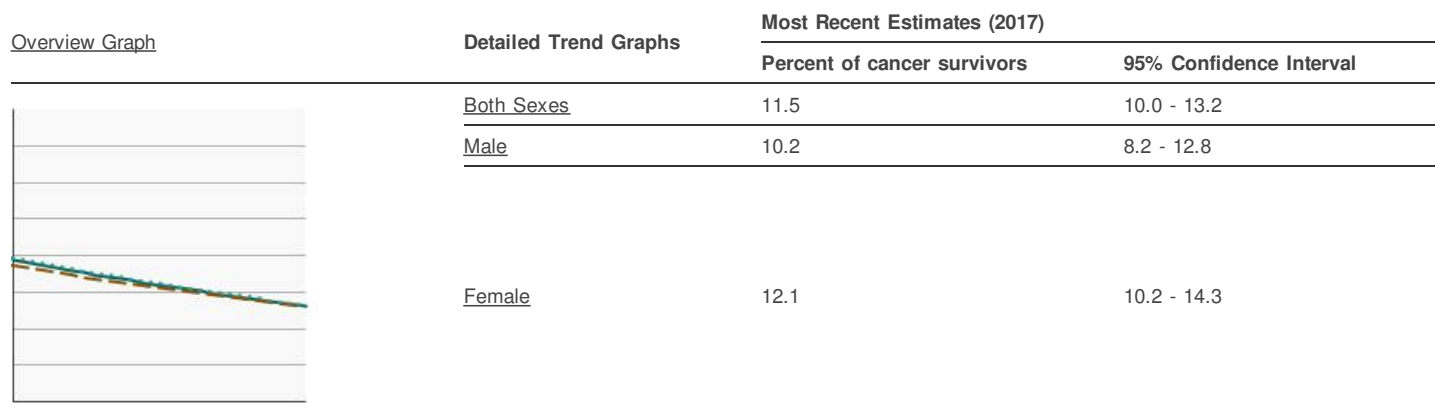 Overview Graph
Detailed Trend Graphs
Most Recent Estimates (2017)
Percent of cancer survivors
95% Confidence Interval
Both Sexes 11.5 10.0 - 13.2
Male 10.2 8.2 - 12.8
Female 12.1 10.2 - 14.3